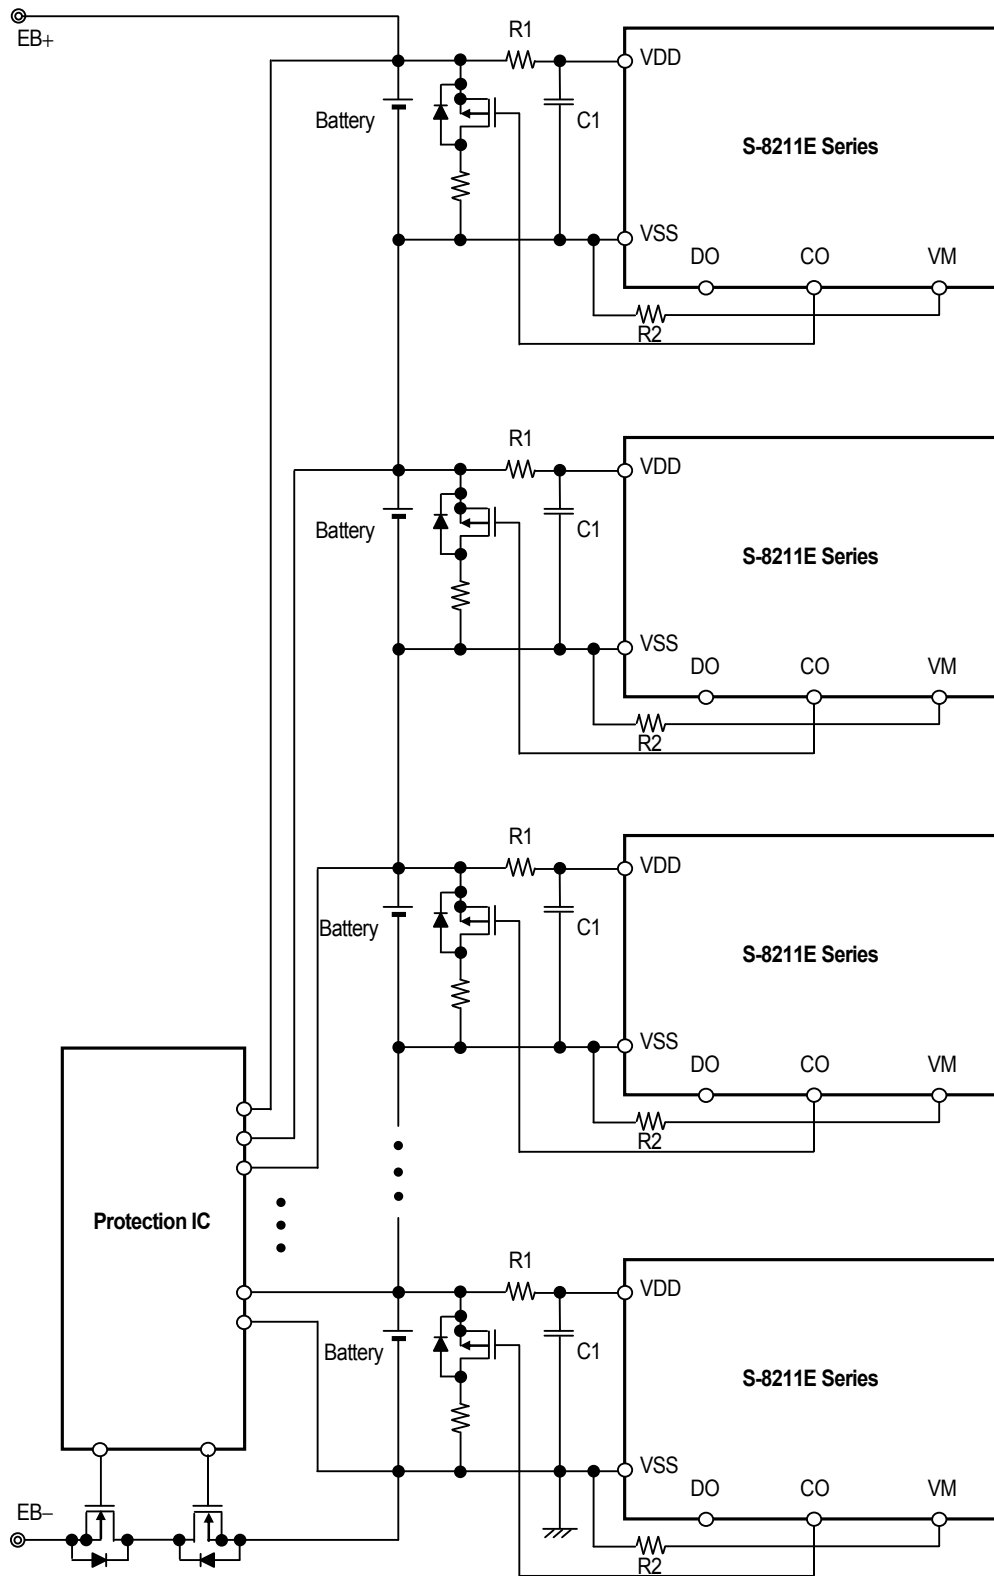 EB+
R1
VDD
Battery
C1
S-8211E Series
VSS
DO
CO
VM
R2
R1
VDD
Battery
C1
S-8211E Series
VSS
DO
CO
VM
R2
R1
VDD
Battery
C1
S-8211E Series
VSS
DO
CO
VM
R2
Protection IC
R1
VDD
Battery
C1
S-8211E Series
VSS
DO
CO
VM
EB−
R2